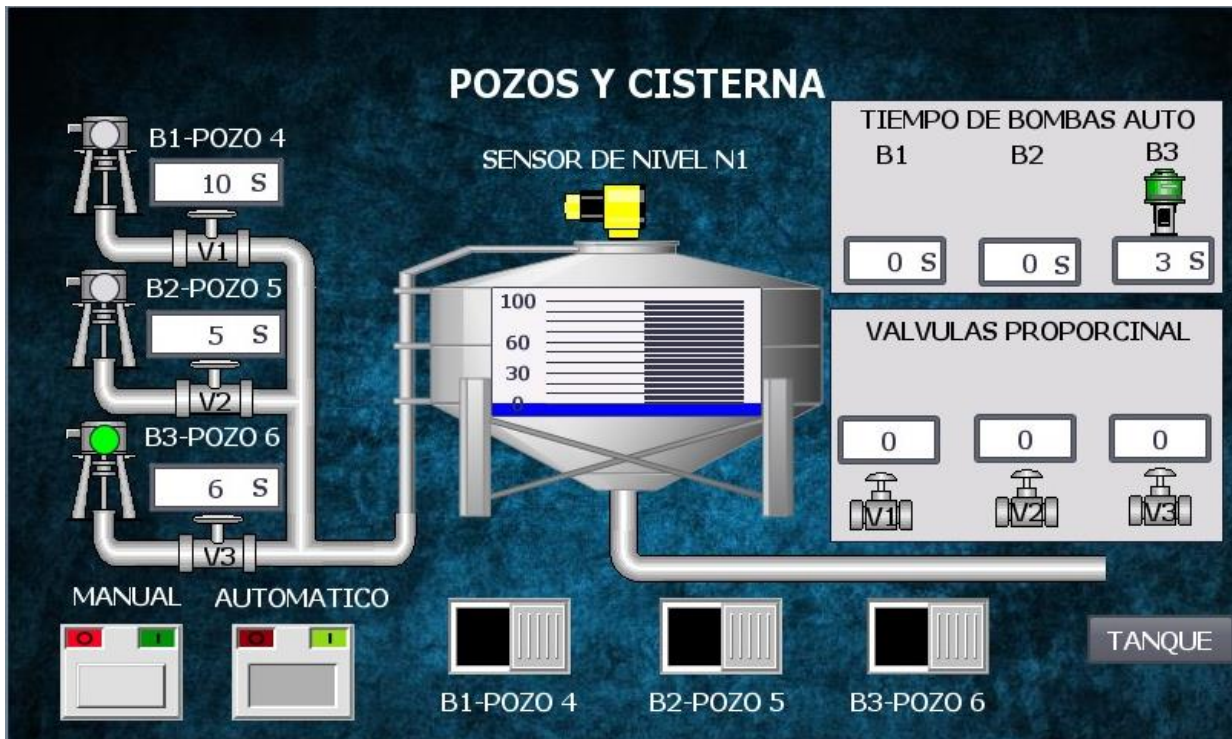 POZOS Y CISTERNA
B1-POZO 4
10 S
V1
B2-POZO 5
5 S
V2
B3-POZO 6
6 S
V3
SENSOR DE NIVEL N1
100
60
30
0
TIEMPO DE BOMBAS AUTO
B1 B2 B3
0 S 0 S 3 S
VALVULAS PROPORCINAL
0 0 0
V1 V2 V3
MANUAL AUTOMATICO
O I O I
B1-POZO 4 B2-POZO 5 B3-POZO 6
TANQUE